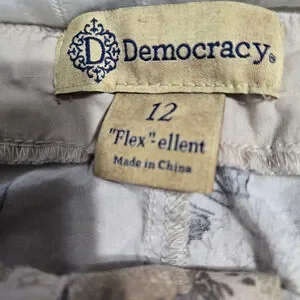 D Democracy®
12
"Flex"-ellent
Made in China